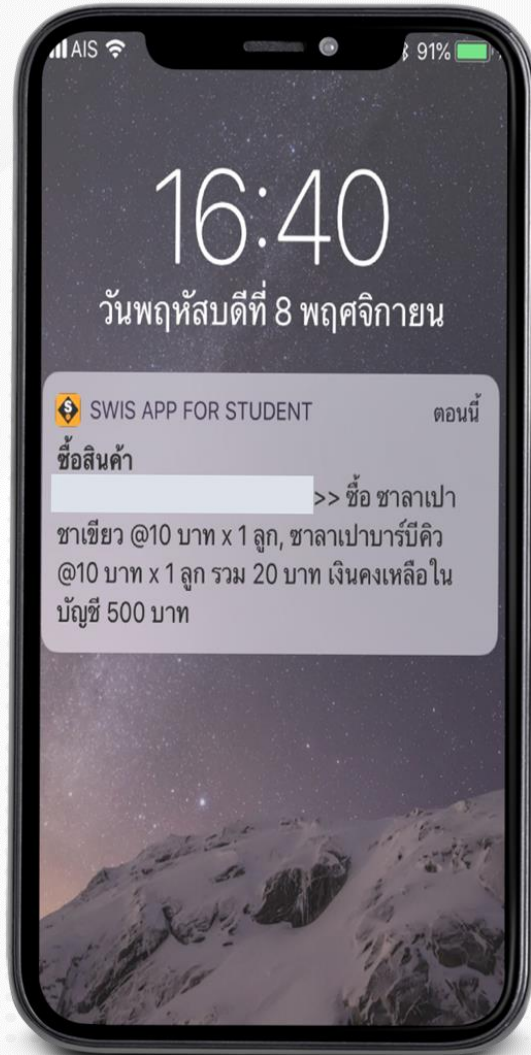 AIS 91%
16:40
วันพฤหัสบดีที่ 8 พฤศจิกายน
SWIS APP FOR STUDENT ตอนนี้
ซื้อสินค้า
>> ซื้อ ซาลาเปา
ชาเขียว @10 บาท x 1 ลูก, ซาลาเปาบาร์บีคิว
@10 บาท x 1 ลูก รวม 20 บาท เงินคงเหลือใน
บัญชี 500 บาท